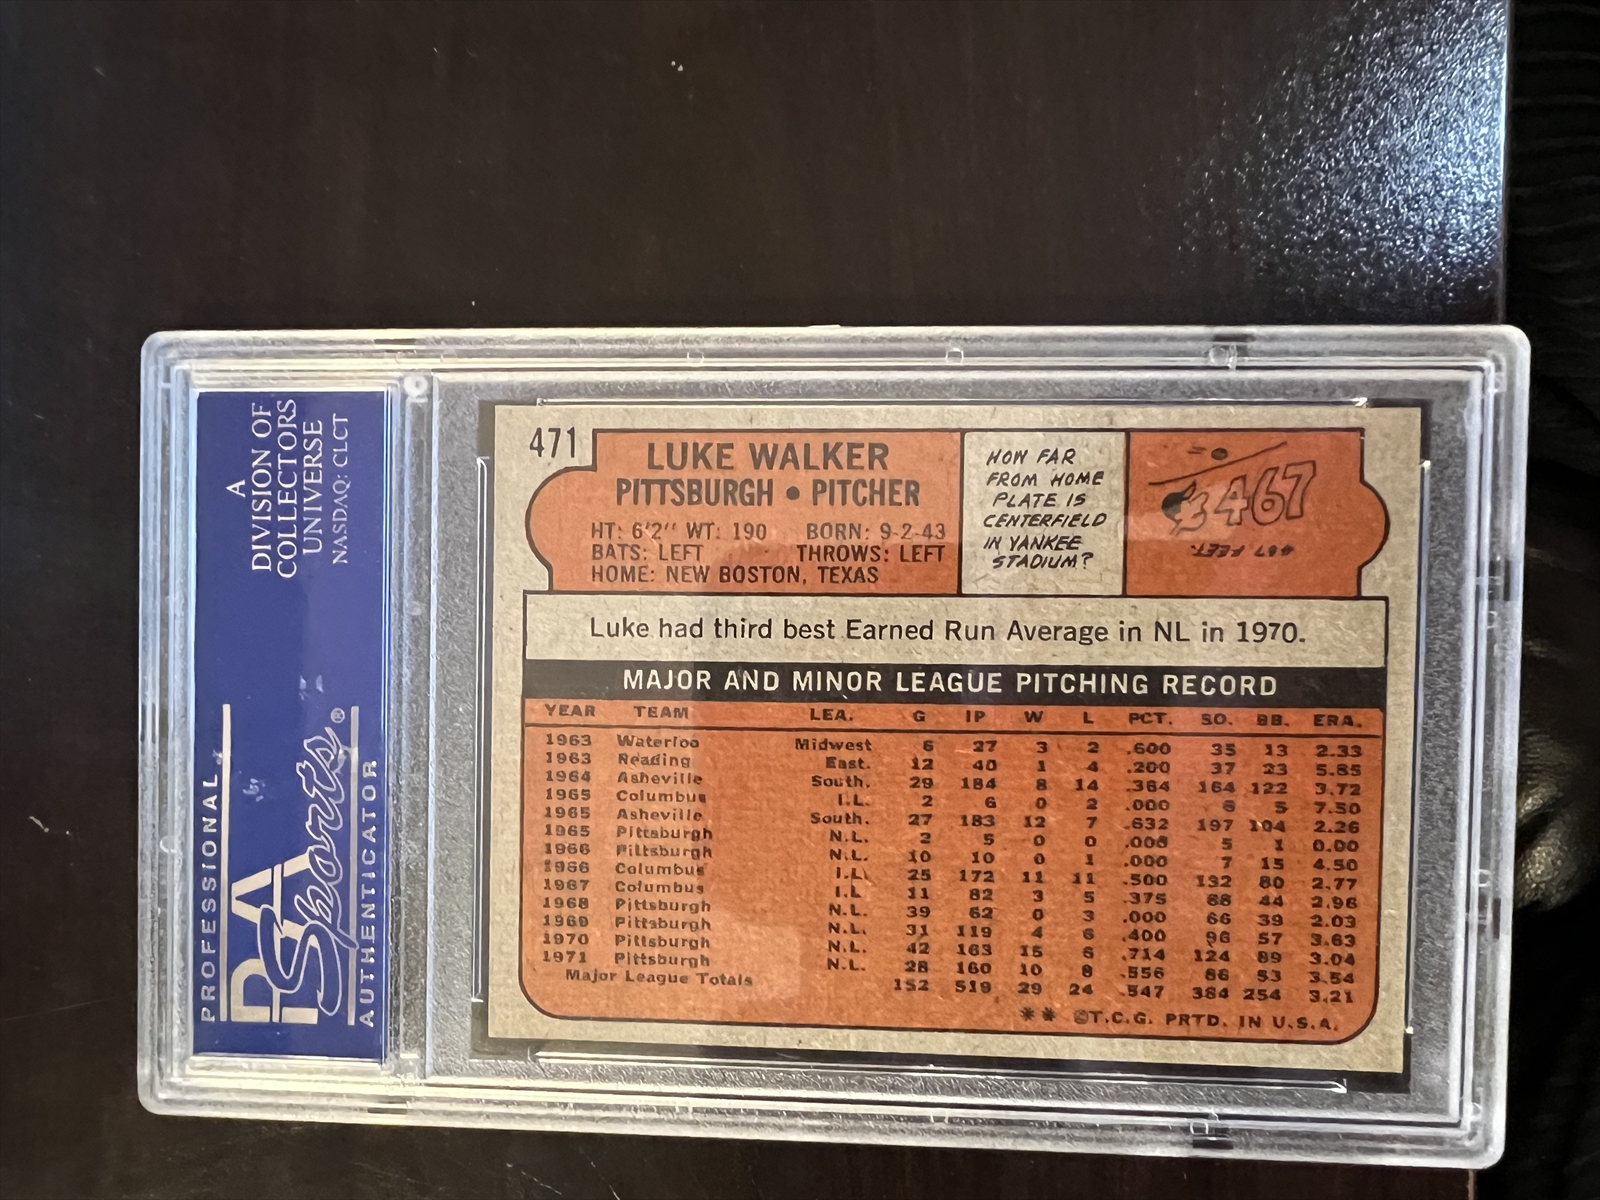 A
DIVISION OF
COLLECTORS
UNIVERSE
NASDAQ: CLCT
PROFESSIONAL
PSA
Sports®
AUTHENTICATOR
471
LUKE WALKER
PITTSBURGH • PITCHER
HT: 6'2" WT: 190 BORN: 9-2-43
BATS: LEFT THROWS: LEFT
HOME: NEW BOSTON, TEXAS
HOW FAR
FROM HOME
PLATE IS
CENTERFIELD
IN YANKEE
STADIUM?
467
467 FEET.
Luke had third best Earned Run Average in NL in 1970.
MAJOR AND MINOR LEAGUE PITCHING RECORD
YEAR TEAM LEA. G IP W L PCT. SO. BB. ERA.
1963 Waterloo Midwest 6 27 3 2 .600 35 13 2.33
1963 Reading East. 12 40 1 4 .200 37 23 5.85
1964 Asheville South. 29 184 8 14 .364 164 122 3.72
1965 Columbus I.L. 2 6 0 2 .000 6 5 7.50
1965 Asheville South. 27 183 12 7 .632 197 104 2.26
1965 Pittsburgh N.L. 2 5 0 0 .000 5 1 0.00
1966 Pittsburgh N.L. 10 10 0 1 .000 7 15 4.50
1966 Columbus I.L. 25 172 11 11 .500 132 80 2.77
1967 Columbus I.L 11 82 3 5 .375 68 44 2.96
1968 Pittsburgh N.L. 39 62 0 3 .000 66 39 2.03
1969 Pittsburgh N.L. 31 119 4 6 .400 96 57 3.63
1970 Pittsburgh N.L. 42 163 15 6 .714 124 89 3.04
1971 Pittsburgh N.L. 28 160 10 8 .556 86 53 3.54
Major League Totals 152 519 29 24 .547 384 254 3.21
** ©T.C.G. PRTD. IN U.S.A.